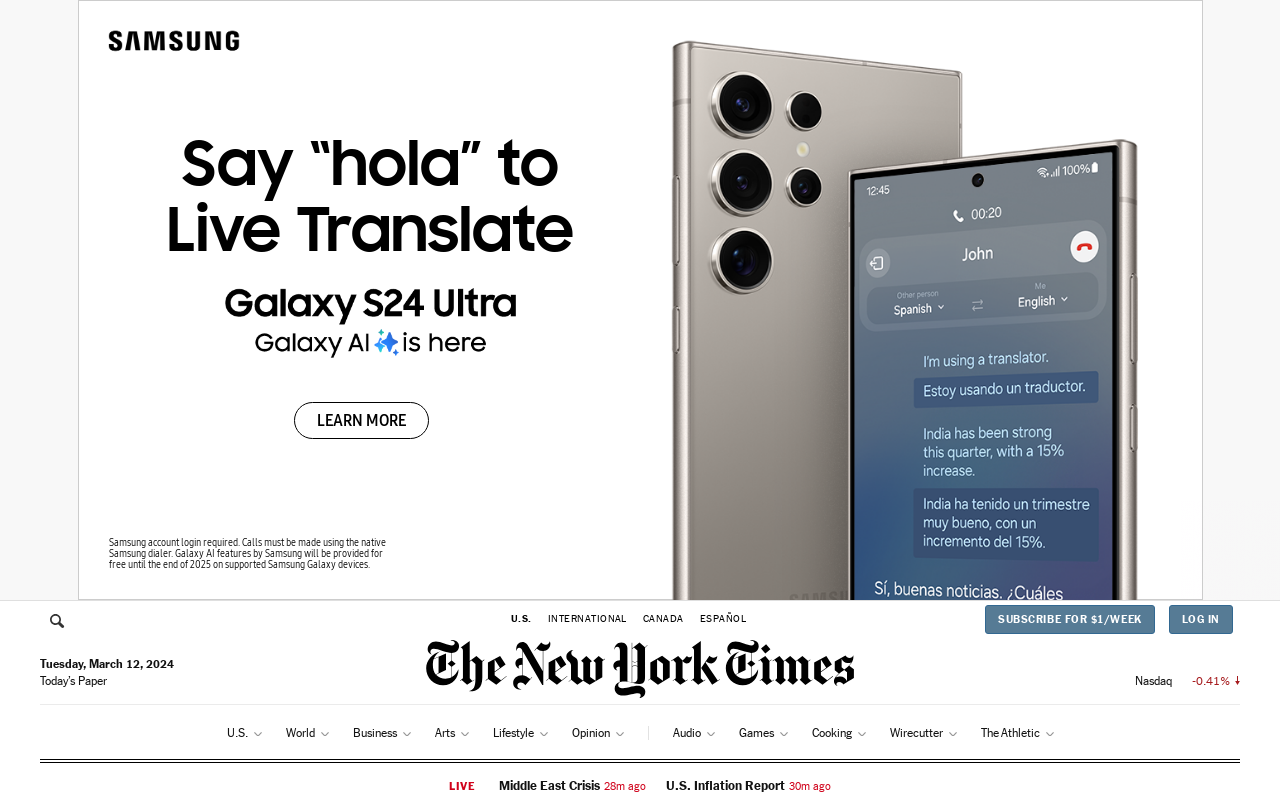 SAMSUNG
Say “hola” to
Live Translate
Galaxy S24 Ultra
Galaxy AI is here
LEARN MORE
Samsung account login required. Calls must be made using the native
Samsung dialer. Galaxy AI features by Samsung will be provided for
free until the end of 2025 on supported Samsung Galaxy devices.
12:45
100%
00:20
John
Other person
Me
Spanish
English
I'm using a translator.
Estoy usando un traductor.
India has been strong
this quarter, with a 15%
increase.
India ha tenido un trimestre
muy bueno, con un
incremento del 15%.
Sí, buenas noticias. ¿Cuáles
SAMSUNG
U.S. INTERNATIONAL CANADA ESPAÑOL
SUBSCRIBE FOR $1/WEEK
LOG IN
Tuesday, March 12, 2024
Today's Paper
The New York Times
Nasdaq -0.41%
U.S. World Business Arts Lifestyle Opinion Audio Games Cooking Wirecutter The Athletic
LIVE Middle East Crisis 28m ago U.S. Inflation Report 30m ago